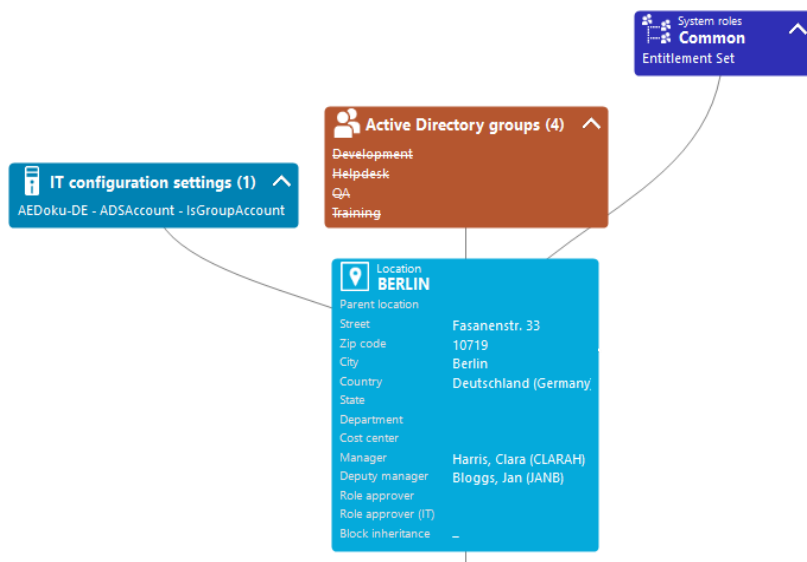 System roles
Common
Entitlement Set
Active Directory groups (4)
Development
Helpdesk
QA
Training
IT configuration settings (1)
AEDoku-DE - ADSAccount - IsGroupAccount
Location
BERLIN
Parent location
Street Fasanenstr. 33
Zip code 10719
City Berlin
Country Deutschland (Germany)
State
Department
Cost center
Manager Harris, Clara (CLARAH)
Deputy manager Bloggs, Jan (JANB)
Role approver
Role approver (IT)
Block inheritance –